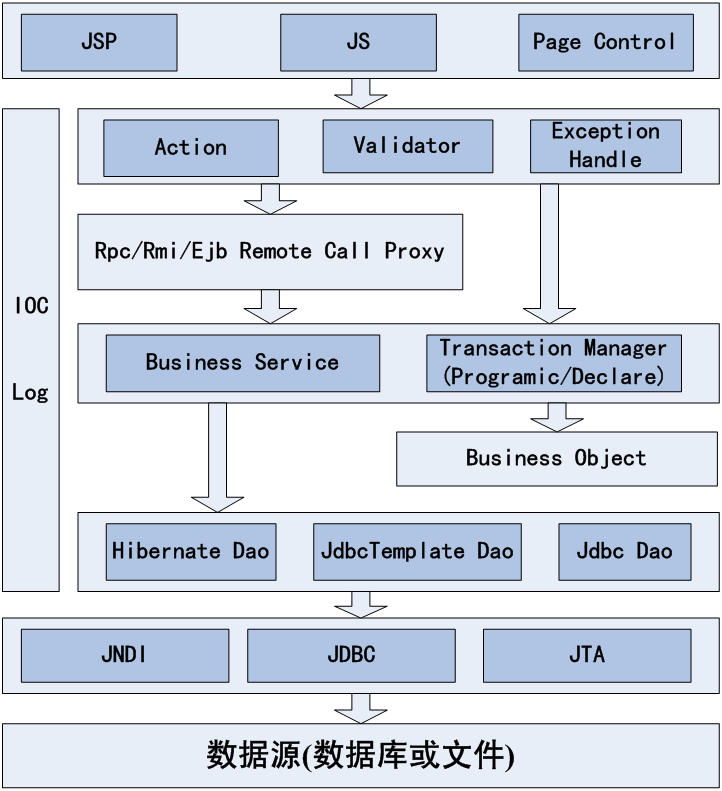 JSP
JS
Page Control
Action
Validator
Exception
Handle
Rpc/Rmi/Ejb Remote Call Proxy
IOC
Log
Business Service
Transaction Manager
(Programic/Declare)
Business Object
Hibernate Dao
JdbcTemplate Dao
Jdbc Dao
JNDI
JDBC
JTA
数据源(数据库或文件)